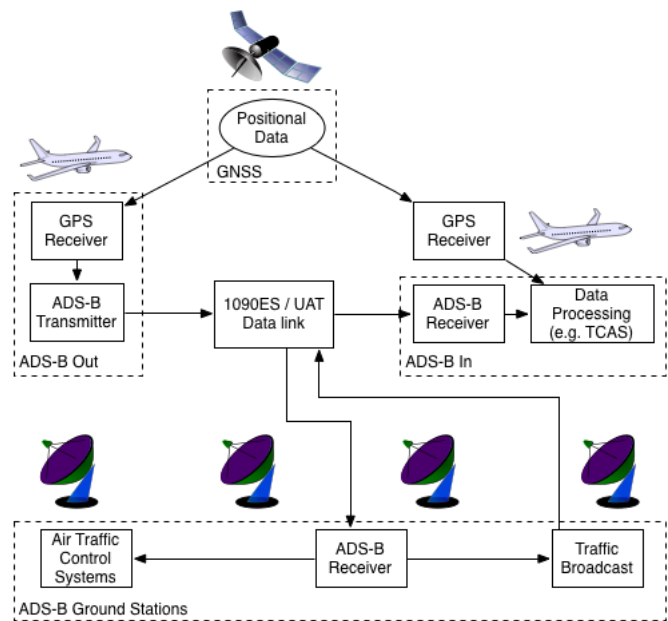 Positional
Data
GNSS
GPS
Receiver
GPS
Receiver
ADS-B
Transmitter
1090ES / UAT
Data link
ADS-B
Receiver
Data
Processing
(e.g. TCAS)
ADS-B Out
ADS-B In
Air Traffic
Control
Systems
ADS-B
Receiver
Traffic
Broadcast
ADS-B Ground Stations